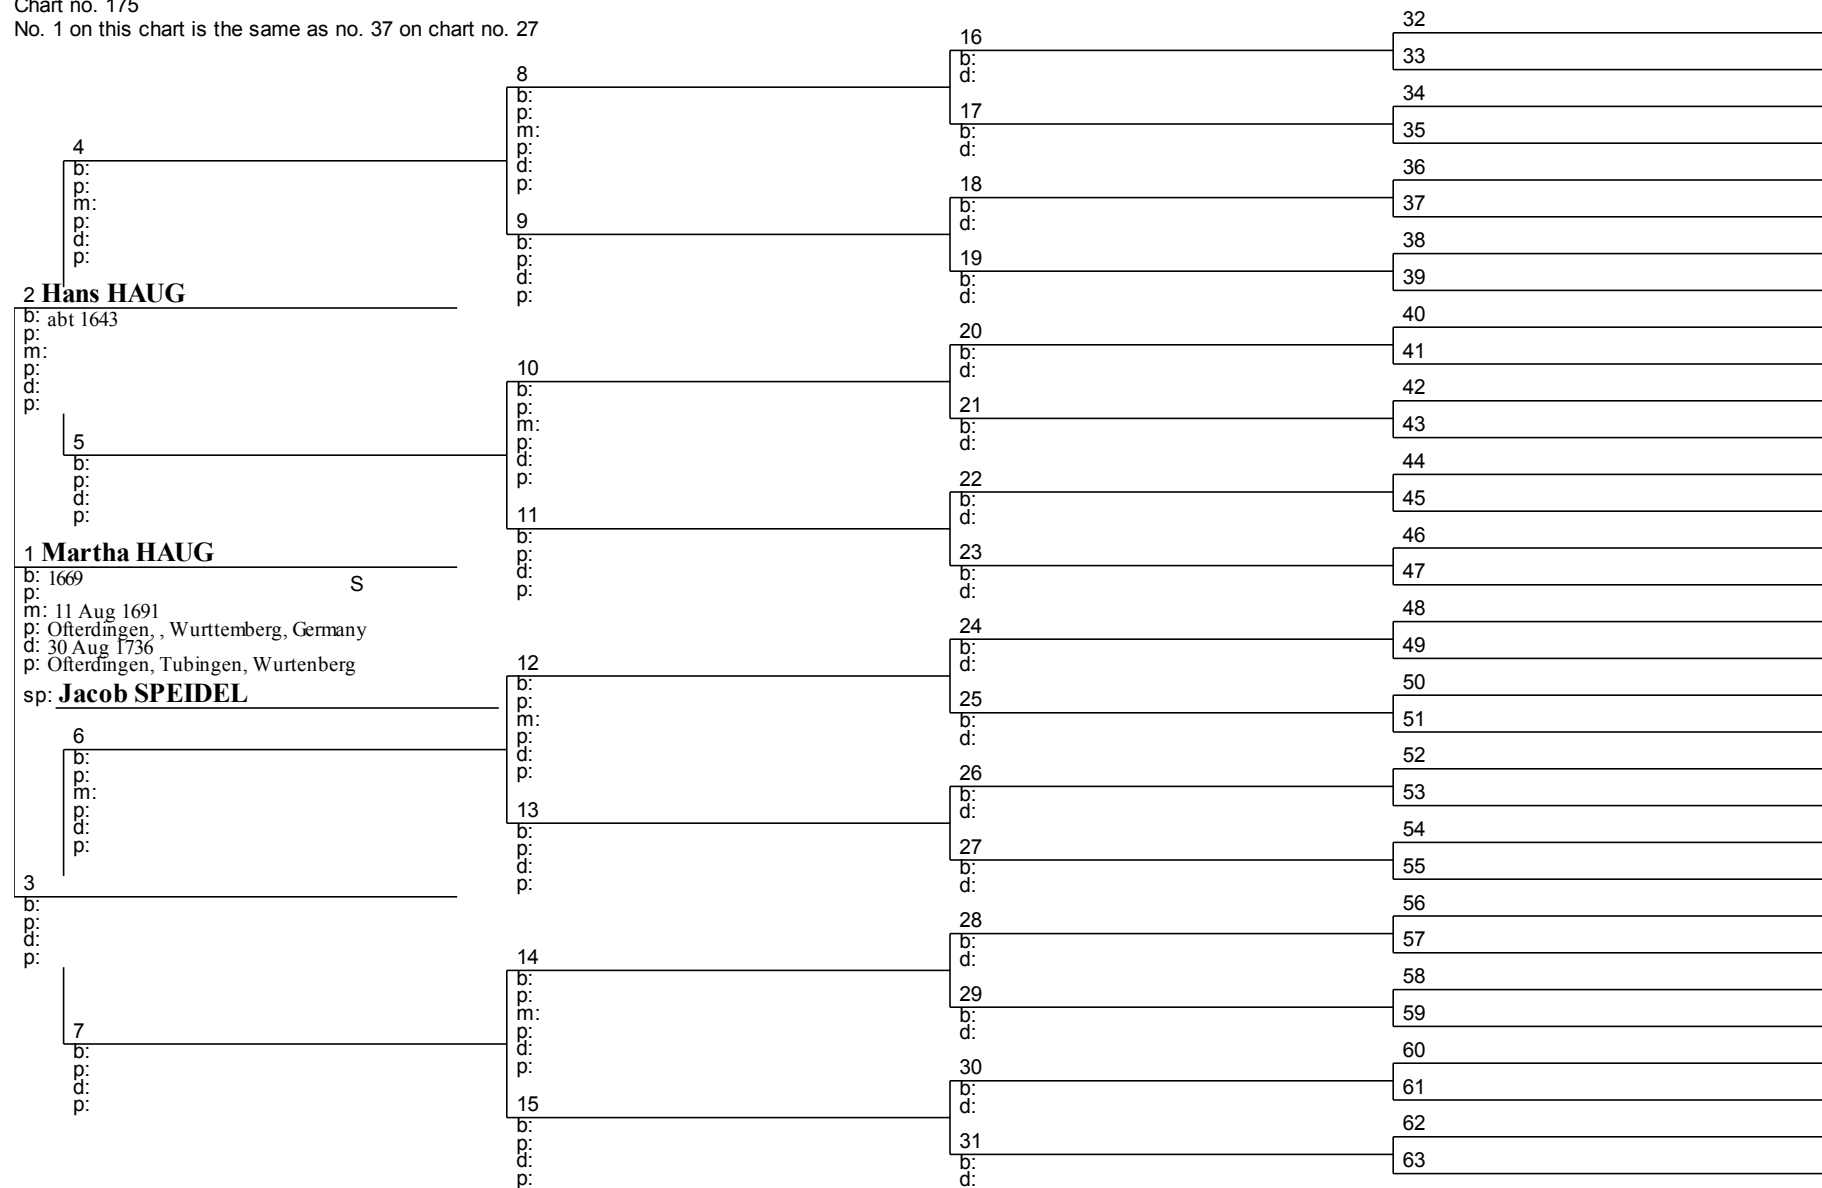 Chart no. 175
No. 1 on this chart is the same as no. 37 on chart no. 27
4
b:
p:
m:
p:
d:
p:
2 Hans HAUG
b: abt 1643
p:
m:
p:
d:
p:
5
b:
p:
d:
p:
1 Martha HAUG
b: 1669 S
p:
m: 11 Aug 1691
p: Ofterdingen, , Wurttemberg, Germany
d: 30 Aug 1736
p: Ofterdingen, Tubingen, Wurtenberg
sp: Jacob SPEIDEL
6
b:
p:
m:
p:
d:
p:
3
b:
p:
d:
p:
7
b:
p:
d:
p:
8
b:
p:
m:
p:
d:
p:
9
b:
p:
d:
p:
10
b:
p:
m:
p:
d:
p:
11
b:
p:
d:
p:
12
b:
p:
m:
p:
d:
p:
13
b:
p:
d:
p:
14
b:
p:
m:
p:
d:
p:
15
b:
p:
d:
p:
16
b:
d:
17
b:
d:
18
b:
d:
19
b:
d:
20
b:
d:
21
b:
d:
22
b:
d:
23
b:
d:
24
b:
d:
25
b:
d:
26
b:
d:
27
b:
d:
28
b:
d:
29
b:
d:
30
b:
d:
31
b:
d:
32
33
34
35
36
37
38
39
40
41
42
43
44
45
46
47
48
49
50
51
52
53
54
55
56
57
58
59
60
61
62
63